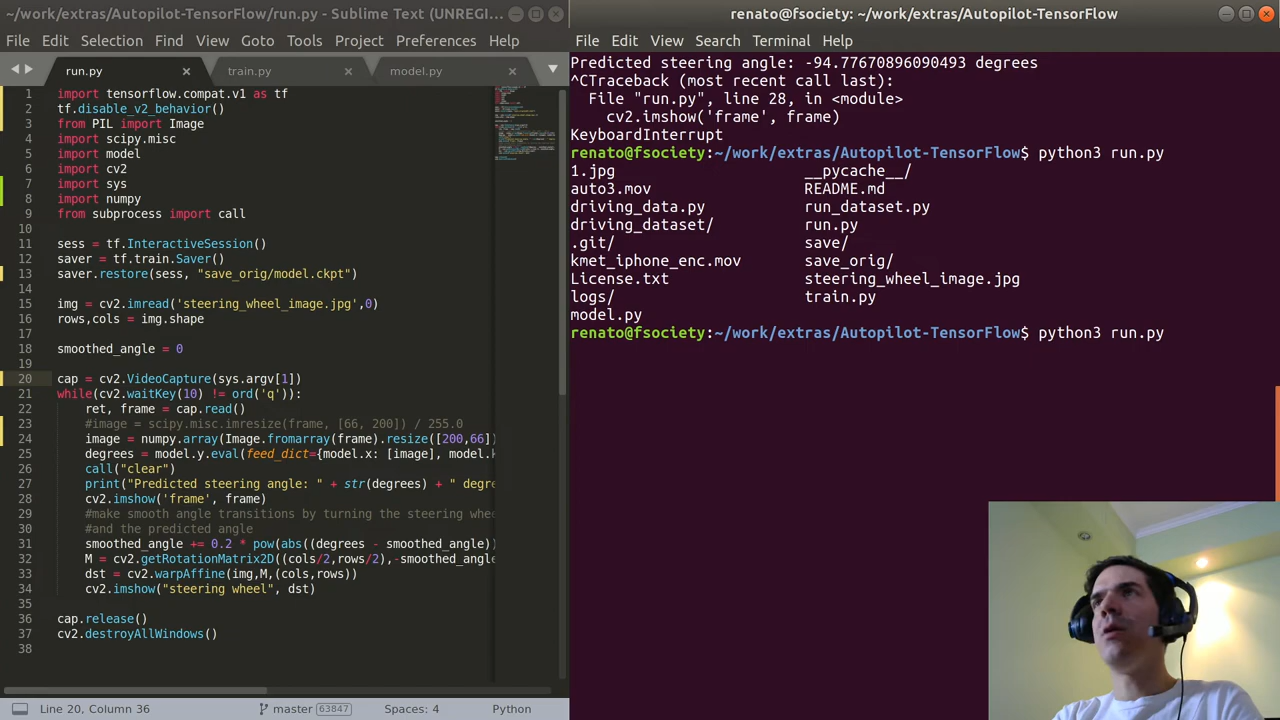 ~/work/extras/Autopilot-TensorFlow/run.py - Sublime Text (UNREGI...
File Edit Selection Find View Goto Tools Project Preferences Help
run.py train.py model.py
1 import tensorflow.compat.v1 as tf
2 tf.disable_v2_behavior()
3 from PIL import Image
4 import scipy.misc
5 import model
6 import cv2
7 import sys
8 import numpy
9 from subprocess import call
10
11 sess = tf.InteractiveSession()
12 saver = tf.train.Saver()
13 saver.restore(sess, "save_orig/model.ckpt")
14
15 img = cv2.imread('steering_wheel_image.jpg',0)
16 rows,cols = img.shape
17
18 smoothed_angle = 0
19
20 cap = cv2.VideoCapture(sys.argv[1])
21 while(cv2.waitKey(10) != ord('q')):
22 ret, frame = cap.read()
23 #image = scipy.misc.imresize(frame, [66, 200]) / 255.0
24 image = numpy.array(Image.fromarray(frame).resize([200,66])
25 degrees = model.y.eval(feed_dict={model.x: [image], model.k
26 call("clear")
27 print("Predicted steering angle: " + str(degrees) + " degre
28 cv2.imshow('frame', frame)
29 #make smooth angle transitions by turning the steering whee
30 #and the predicted angle
31 smoothed_angle += 0.2 * pow(abs((degrees - smoothed_angle))
32 M = cv2.getRotationMatrix2D((cols/2,rows/2),-smoothed_angle
33 dst = cv2.warpAffine(img,M,(cols,rows))
34 cv2.imshow("steering wheel", dst)
35
36 cap.release()
37 cv2.destroyAllWindows()
38
Line 20, Column 36 master 63847 Spaces: 4 Python
renato@fsociety: ~/work/extras/Autopilot-TensorFlow
File Edit View Search Terminal Help
Predicted steering angle: -94.77670896090493 degrees
^CTraceback (most recent call last):
File "run.py", line 28, in <module>
cv2.imshow('frame', frame)
KeyboardInterrupt
renato@fsociety:~/work/extras/Autopilot-TensorFlow$ python3 run.py
1.jpg __pycache__/
auto3.mov README.md
driving_data.py run_dataset.py
driving_dataset/ run.py
.git/ save/
kmet_iphone_enc.mov save_orig/
License.txt steering_wheel_image.jpg
logs/ train.py
model.py
renato@fsociety:~/work/extras/Autopilot-TensorFlow$ python3 run.py